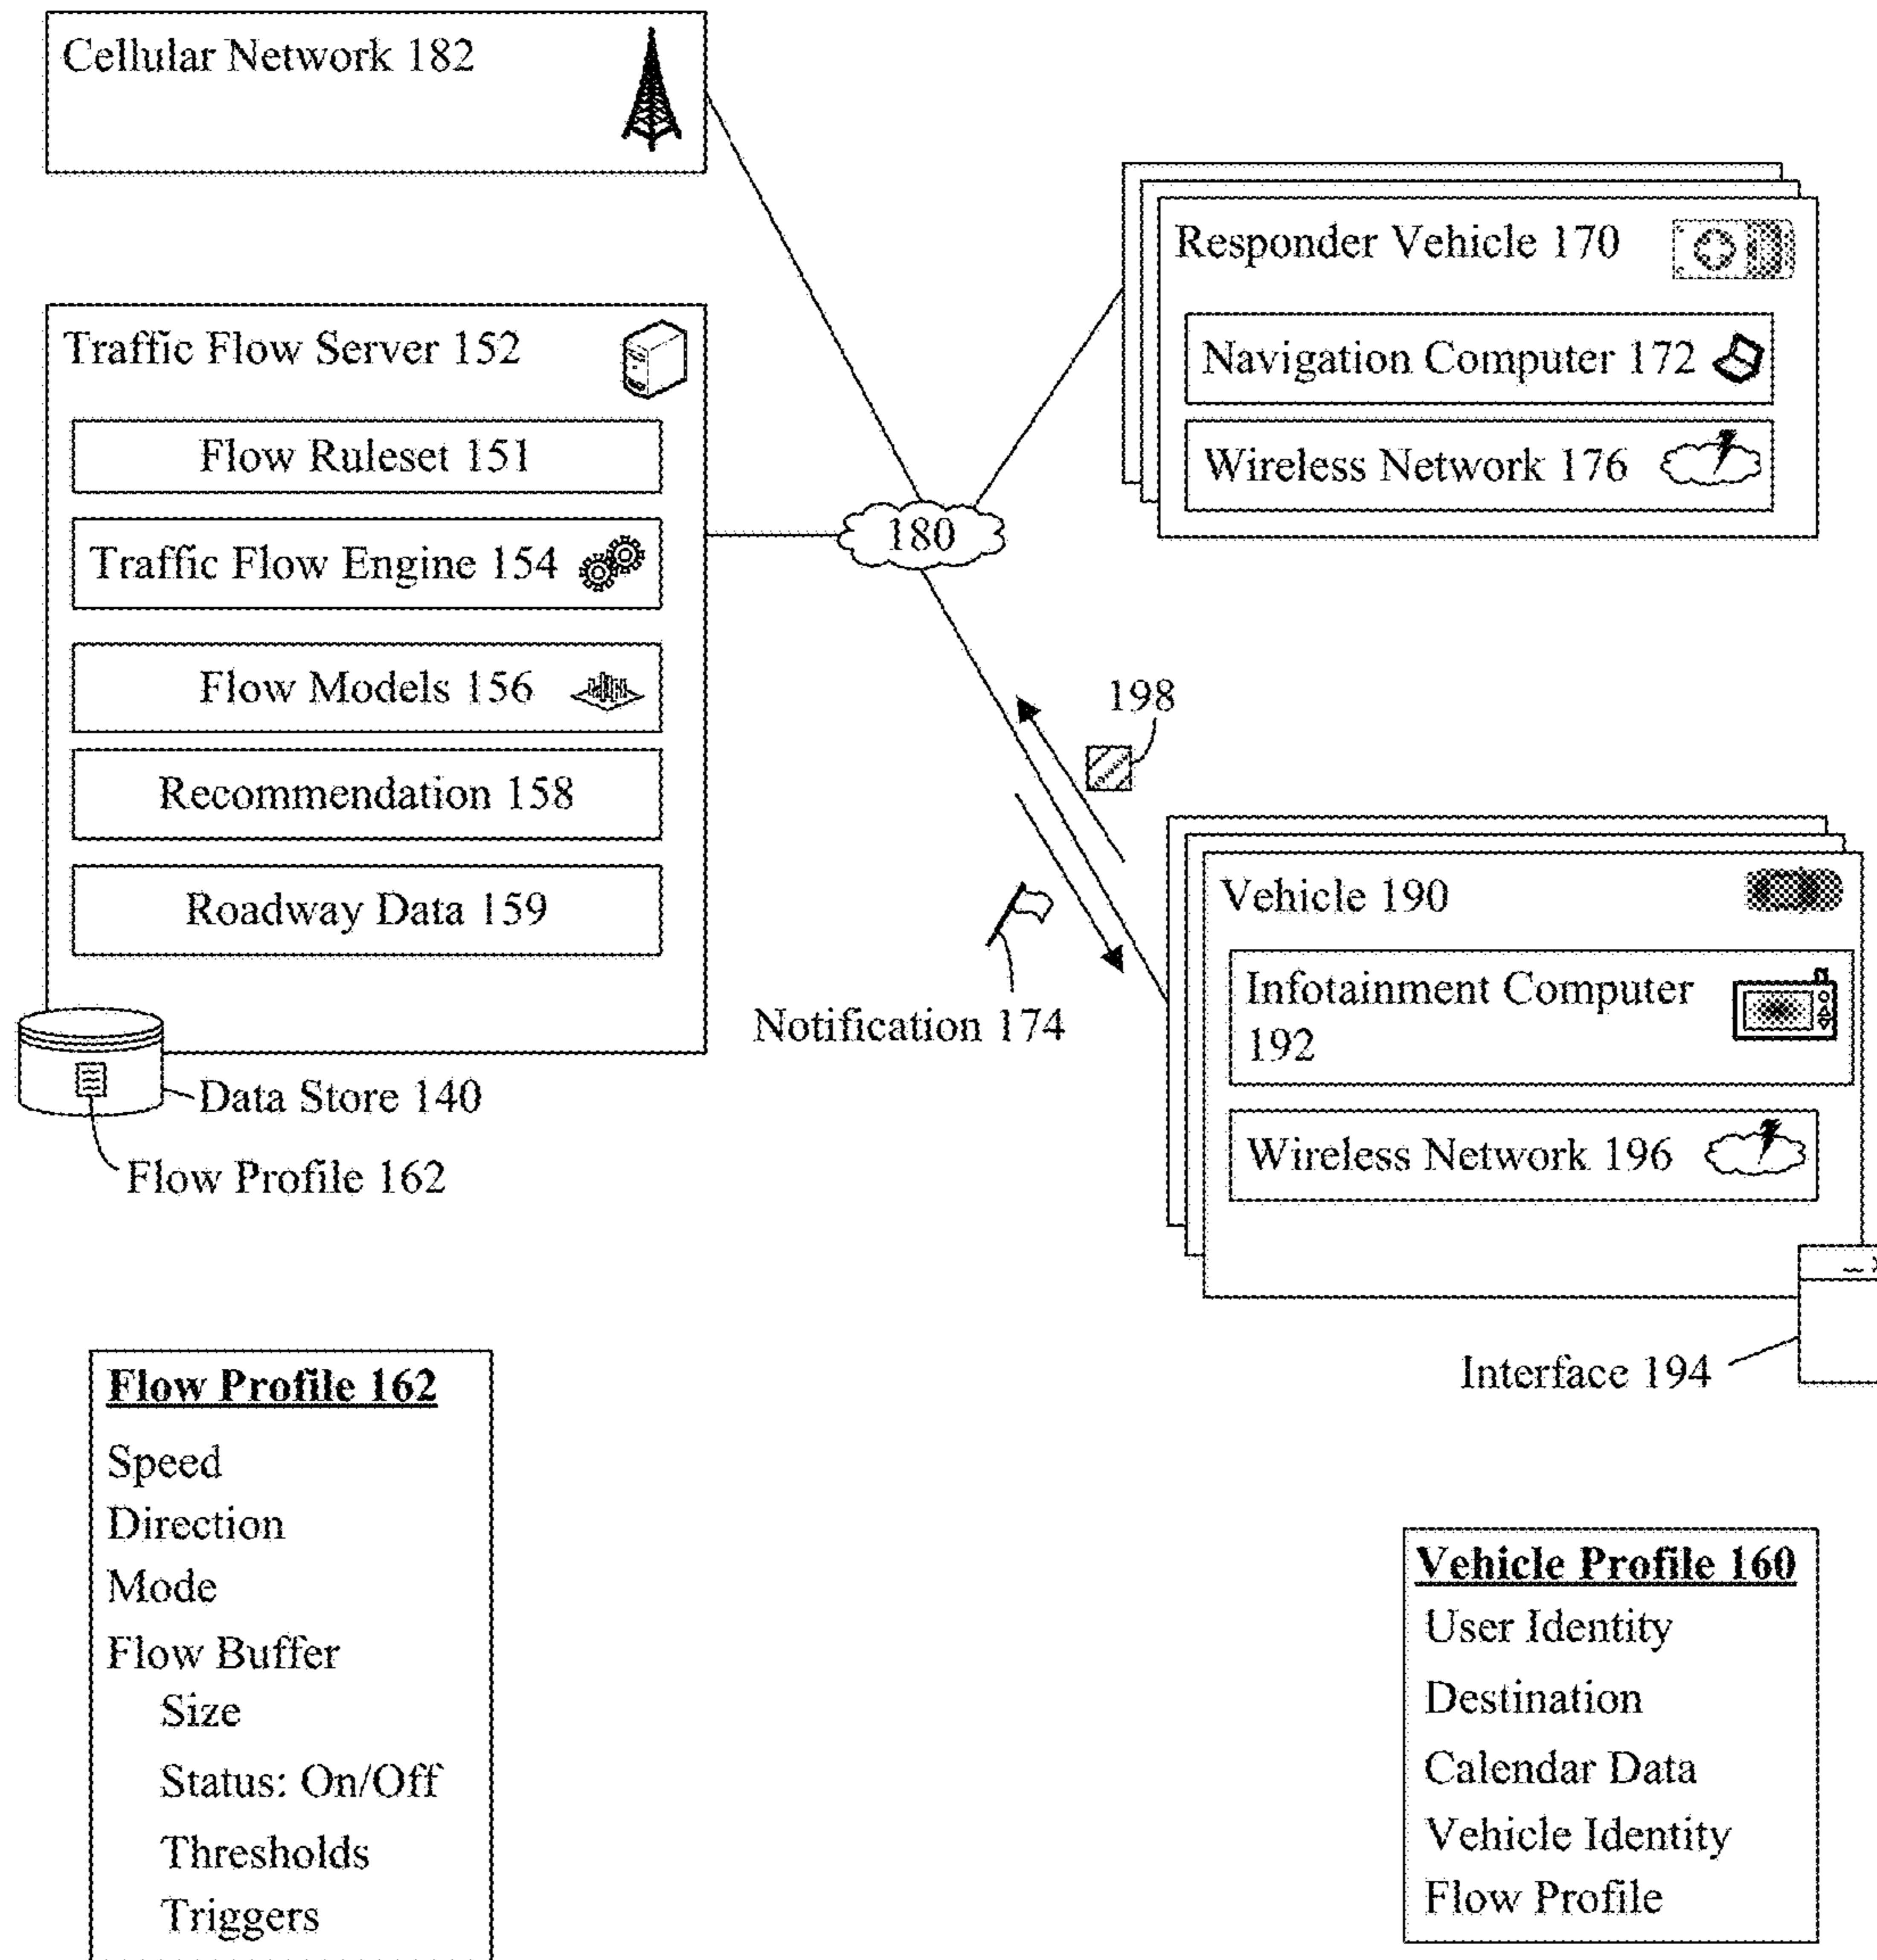 Cellular Network 182
Responder Vehicle 170
Navigation Computer 172
Wireless Network 176
Traffic Flow Server 152
Flow Ruleset 151
Traffic Flow Engine 154
Flow Models 156
Recommendation 158
Roadway Data 159
180
198
Notification 174
Vehicle 190
Infotainment Computer
192
Wireless Network 196
Data Store 140
Flow Profile 162
Interface 194
Flow Profile 162
Speed
Direction
Mode
Flow Buffer
Size
Status: On/Off
Thresholds
Triggers
Vehicle Profile 160
User Identity
Destination
Calendar Data
Vehicle Identity
Flow Profile